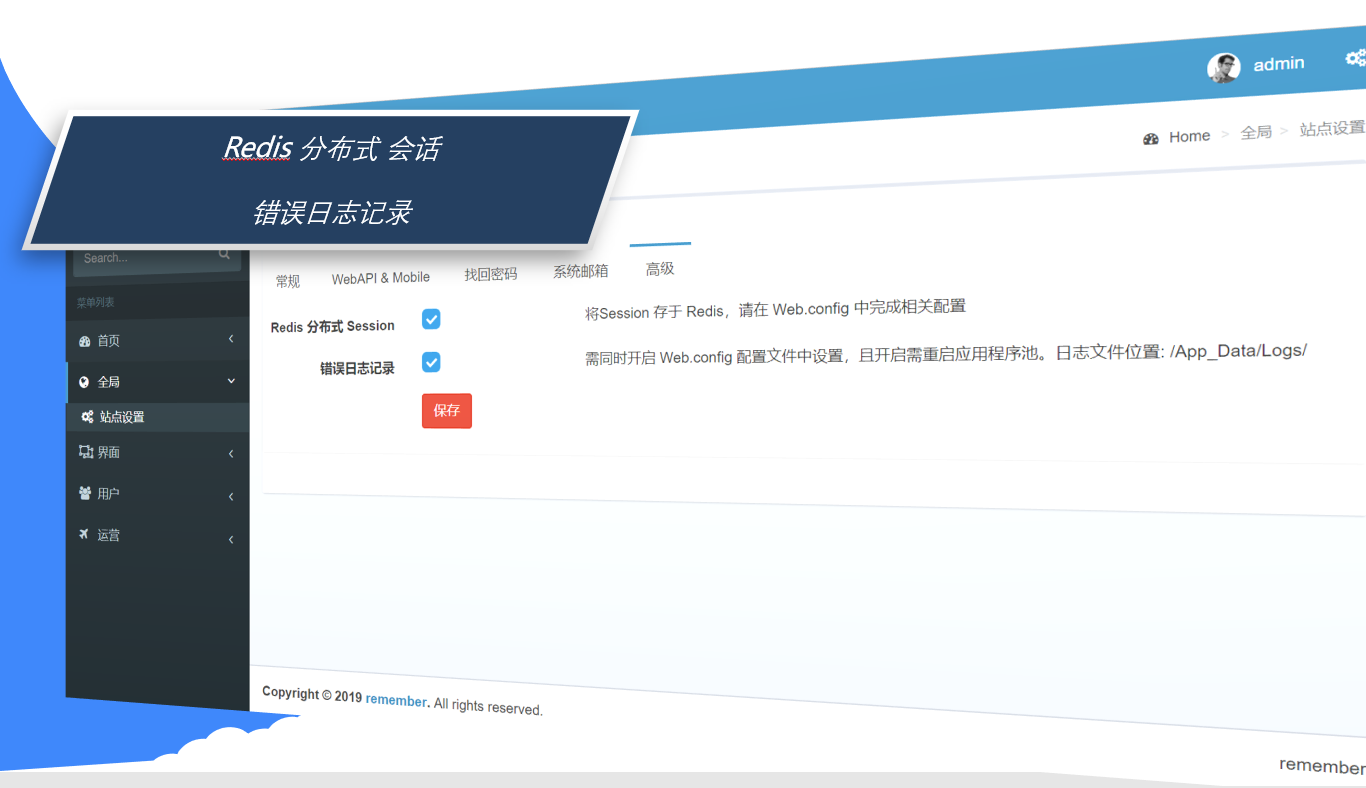 admin
Home > 全局 > 站点设置
Redis 分布式 会话
错误日志记录
Search...
菜单列表
首页
全局
站点设置
界面
用户
运营
常规 WebAPI & Mobile 找回密码 系统邮箱 高级
Redis 分布式 Session 将Session 存于 Redis，请在 Web.config 中完成相关配置
错误日志记录 需同时开启 Web.config 配置文件中设置，且开启需重启应用程序池。日志文件位置: /App_Data/Logs/
保存
Copyright © 2019 remember. All rights reserved.
remember